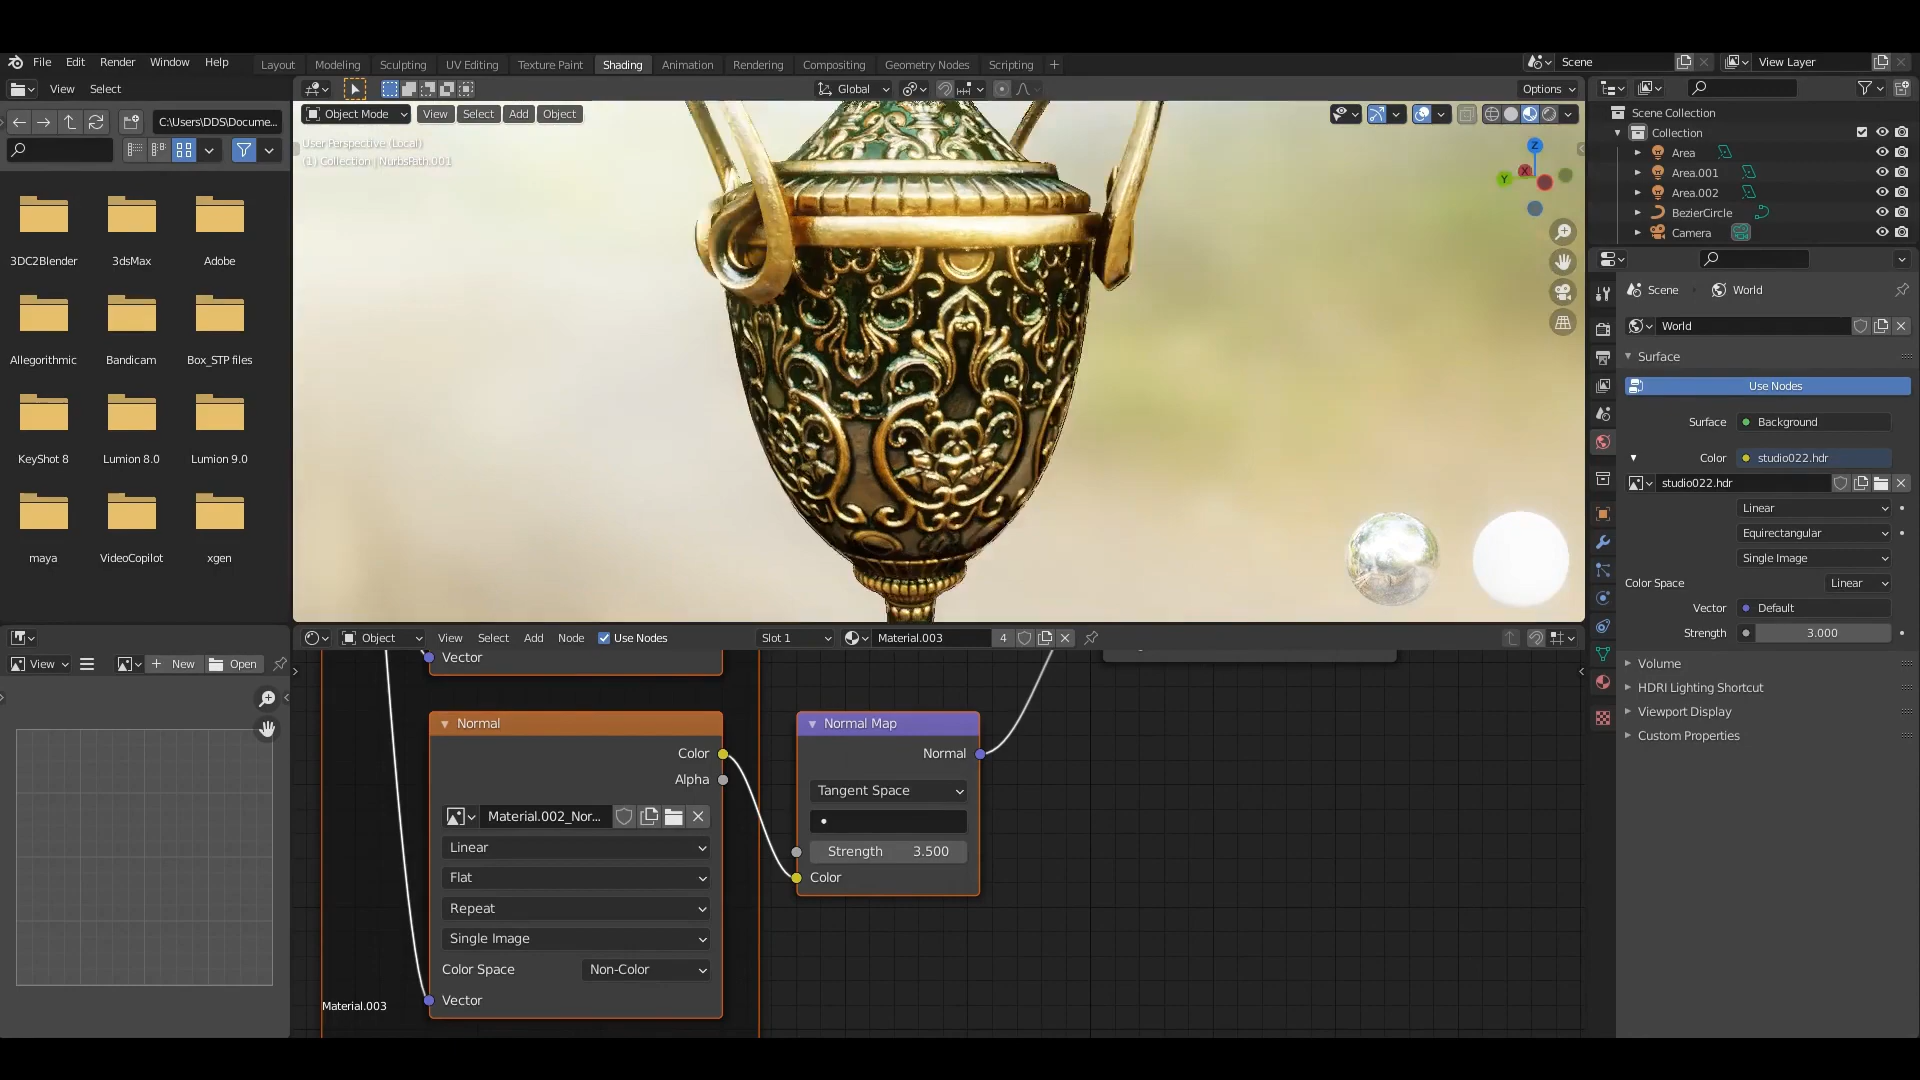 File Edit Render Window Help
Layout Modeling Sculpting UV Editing Texture Paint Shading Animation Rendering Compositing Geometry Nodes Scripting +
Scene
View Layer
View Select
Global
Options
C:\Users\DDS\Docume...
Object Mode View Select Add Object
User Perspective (Local)
(1) Collection | NurbsPath.001
Z
Y
X
3DC2Blender 3dsMax Adobe
Allegorithmic Bandicam Box_STP files
KeyShot 8 Lumion 8.0 Lumion 9.0
maya VideoCopilot xgen
Scene Collection
Collection
Area
Area.001
Area.002
BezierCircle
Camera
Scene World
World
Surface
Use Nodes
Surface Background
Color studio022.hdr
studio022.hdr
Linear
Equirectangular
Single Image
Color Space Linear
Vector Default
Strength 3.000
Volume
HDRI Lighting Shortcut
Viewport Display
Custom Properties
View New Open
Object View Select Add Node Use Nodes Slot 1 Material.003 4
Vector
Normal
Color
Alpha
Material.002_Nor...
Linear
Flat
Repeat
Single Image
Color Space Non-Color
Vector
Material.003
Normal Map
Normal
Tangent Space
Strength 3.500
Color